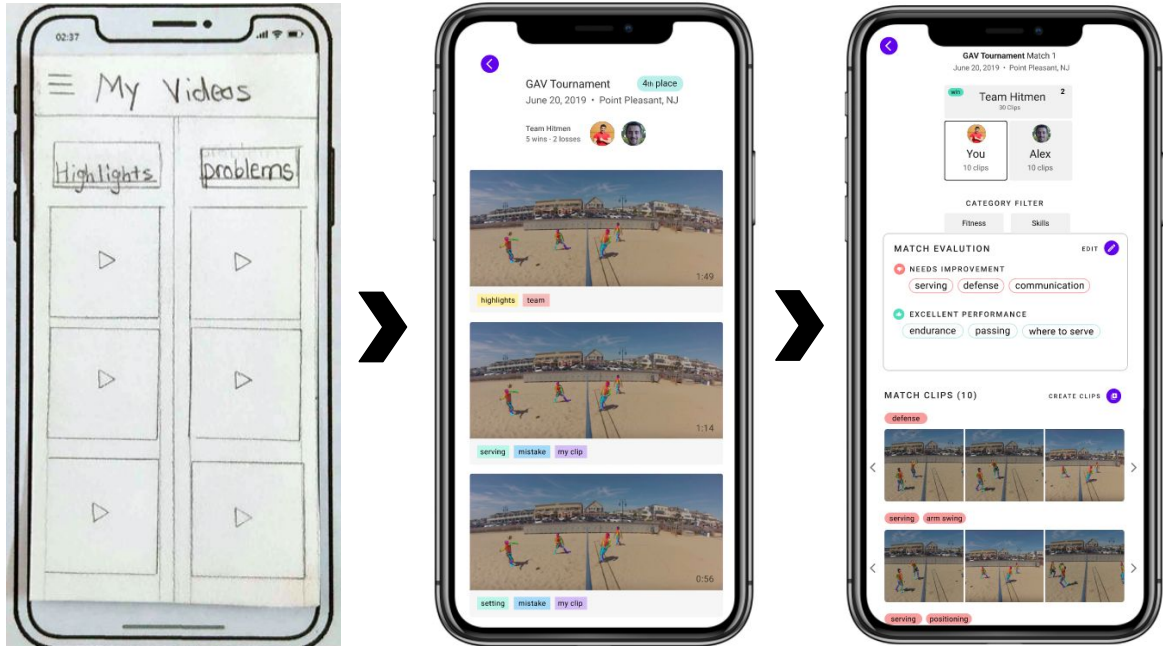 02:37
My Videos
Highlights
problems
GAV Tournament
4th place
June 20, 2019 • Point Pleasant, NJ
Team Hitmen
5 wins - 2 losses
1:49
highlights
team
1:14
serving
mistake
my clip
0:56
setting
mistake
my clip
GAV Tournament Match 1
June 20, 2019 • Point Pleasant, NJ
win
Team Hitmen
2
30 Clips
You
Alex
10 clips
10 clips
CATEGORY FILTER
Fitness
Skills
MATCH EVALUTION
EDIT
NEEDS IMPROVEMENT
serving
defense
communication
EXCELLENT PERFORMANCE
endurance
passing
where to serve
MATCH CLIPS (10)
CREATE CLIPS
defense
serving
arm swing
serving
positioning